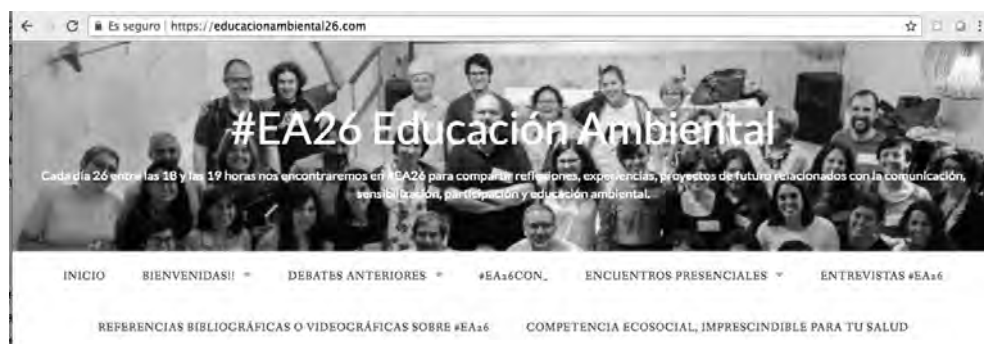 Es seguro | https://educacionambiental26.com
#EA26 Educación Ambiental
Cada día 26 entre las 18 y las 19 horas nos encontraremos en #EA26 para compartir reflexiones, experiencias, proyectos de futuro relacionados con la comunicación,
sensibilización, participación y educación ambiental.
INICIO BIENVENIDAS!! DEBATES ANTERIORES #EA26CON_ ENCUENTROS PRESENCIALES ENTREVISTAS #EA26
REFERENCIAS BIBLIOGRÁFICAS O VIDEOGRÁFICAS SOBRE #EA26 COMPETENCIA ECOSOCIAL, IMPRESCINDIBLE PARA TU SALUD